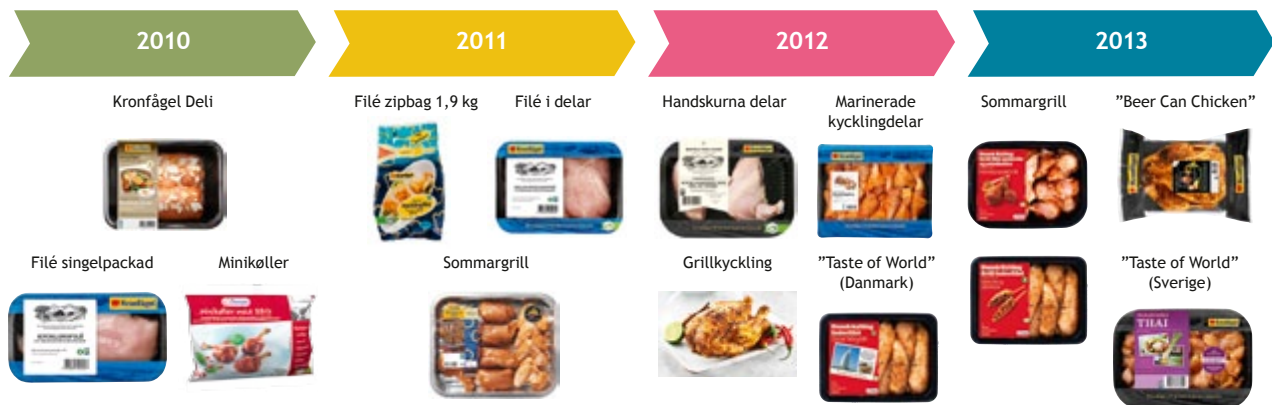 2010
2011
2012
2013
Kronfågel Deli
Filé singelpackad
Minikøller
Filé zipbag 1,9 kg
Filé i delar
Sommargrill
Handskurna delar
Marinerade
kycklingdelar
Grillkyckling
"Taste of World"
(Danmark)
Sommargrill
”Beer Can Chicken”
”Taste of World”
(Sverige)
Kronfågel
THAI